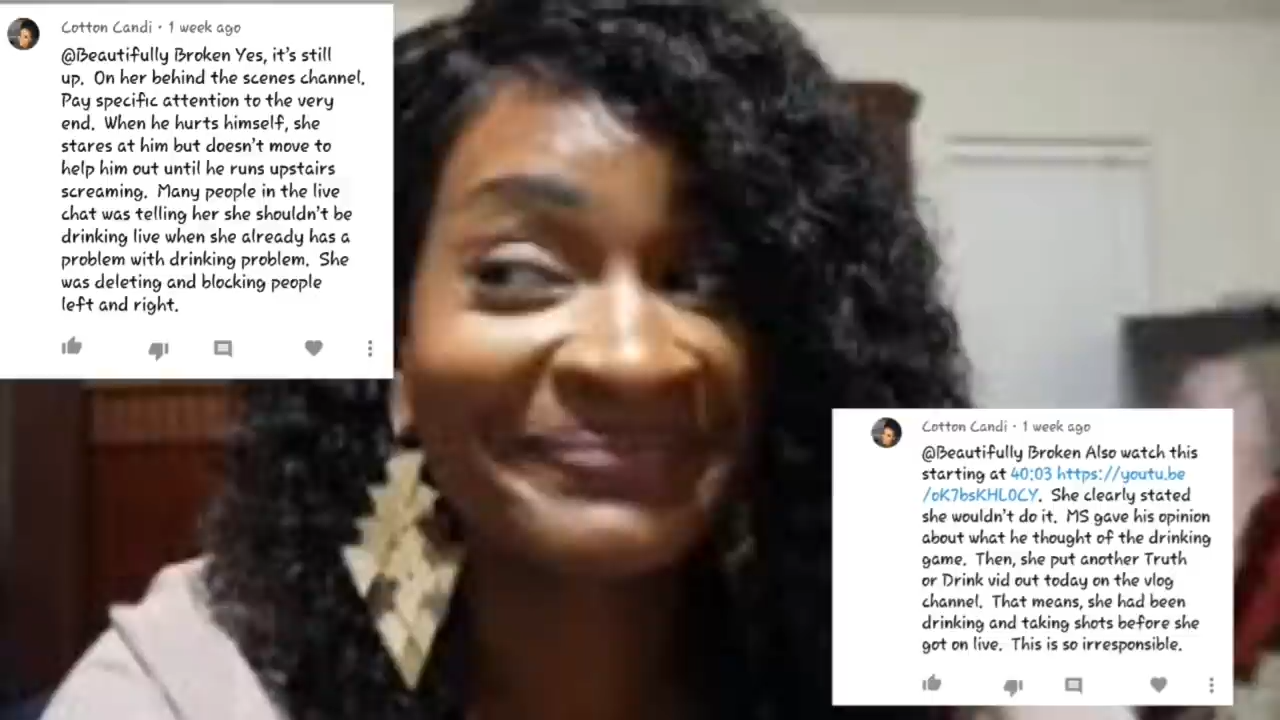 Cotton Candi · 1 week ago
@Beautifully Broken Yes, it's still
up. On her behind the scenes channel.
Pay specific attention to the very
end. When he hurts himself, she
stares at him but doesn't move to
help him out until he runs upstairs
screaming. Many people in the live
chat was telling her she shouldn't be
drinking live when she already has a
problem with drinking problem. She
was deleting and blocking people
left and right.
Cotton Candi · 1 week ago
@Beautifully Broken Also watch this
starting at 40:03 https://youtu.be
/oK7bsKHL0CY. She clearly stated
she wouldn't do it. MS gave his opinion
about what he thought of the drinking
game. Then, she put another Truth
or Drink vid out today on the vlog
channel. That means, she had been
drinking and taking shots before she
got on live. This is so irresponsible.